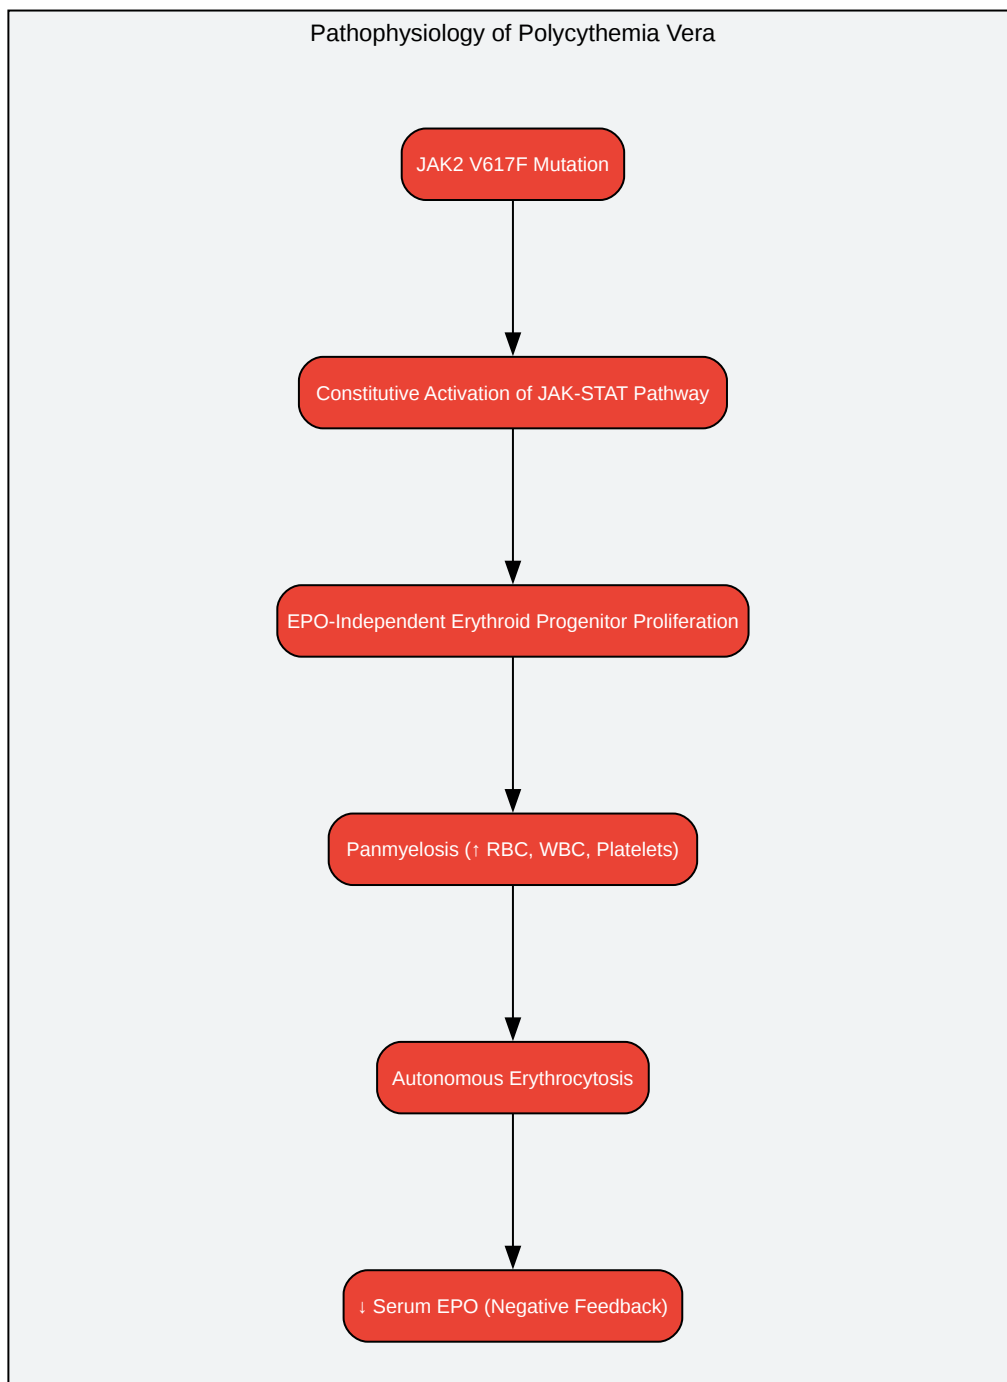 Pathophysiology of Polycythemia Vera
JAK2 V617F Mutation
Constitutive Activation of JAK-STAT Pathway
EPO-Independent Erythroid Progenitor Proliferation
Panmyelosis (↑ RBC, WBC, Platelets)
Autonomous Erythrocytosis
↓ Serum EPO (Negative Feedback)